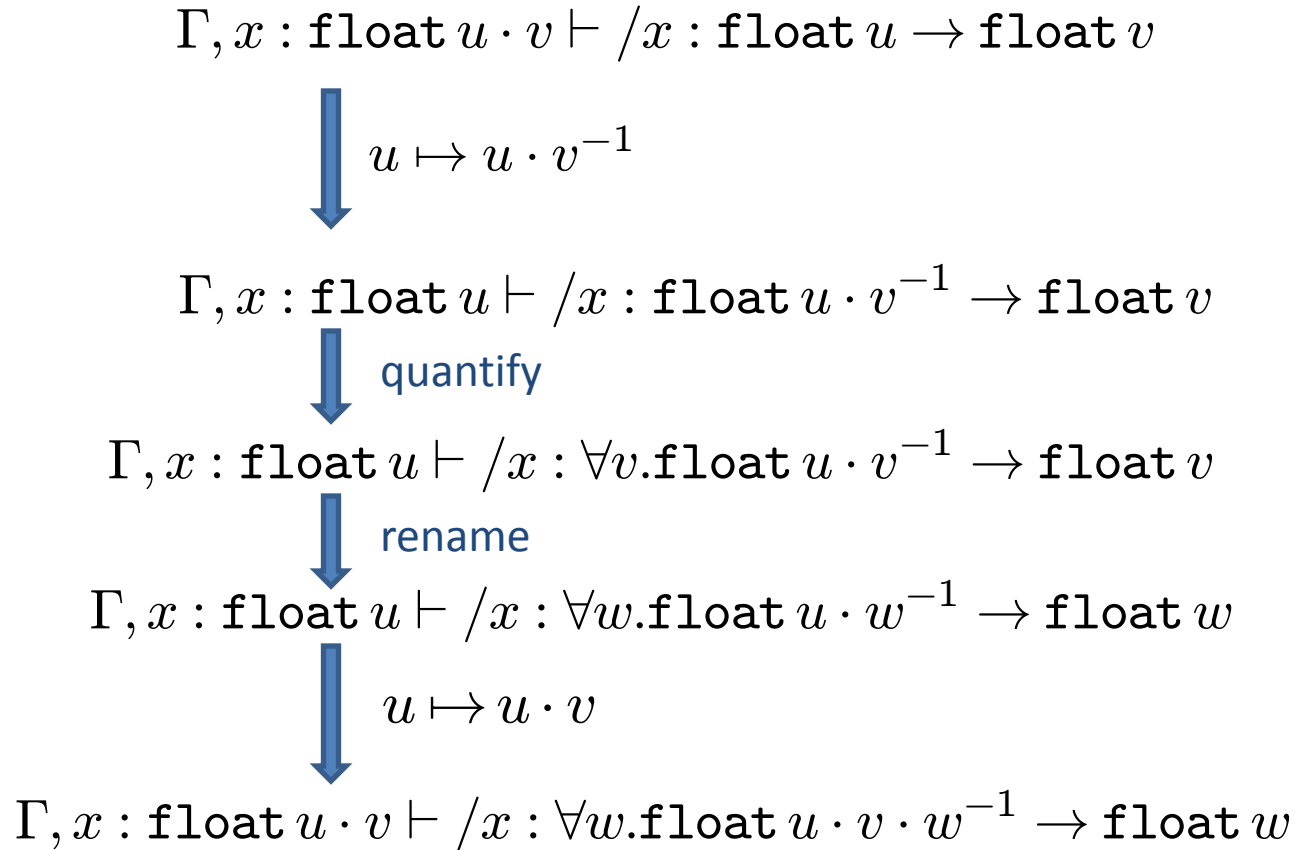 Γ, x : float u · v ⊢ /x : float u → float v
u ↦ u · v⁻¹
Γ, x : float u ⊢ /x : float u · v⁻¹ → float v
quantify
Γ, x : float u ⊢ /x : ∀v.float u · v⁻¹ → float v
rename
Γ, x : float u ⊢ /x : ∀w.float u · w⁻¹ → float w
u ↦ u · v
Γ, x : float u · v ⊢ /x : ∀w.float u · v · w⁻¹ → float w